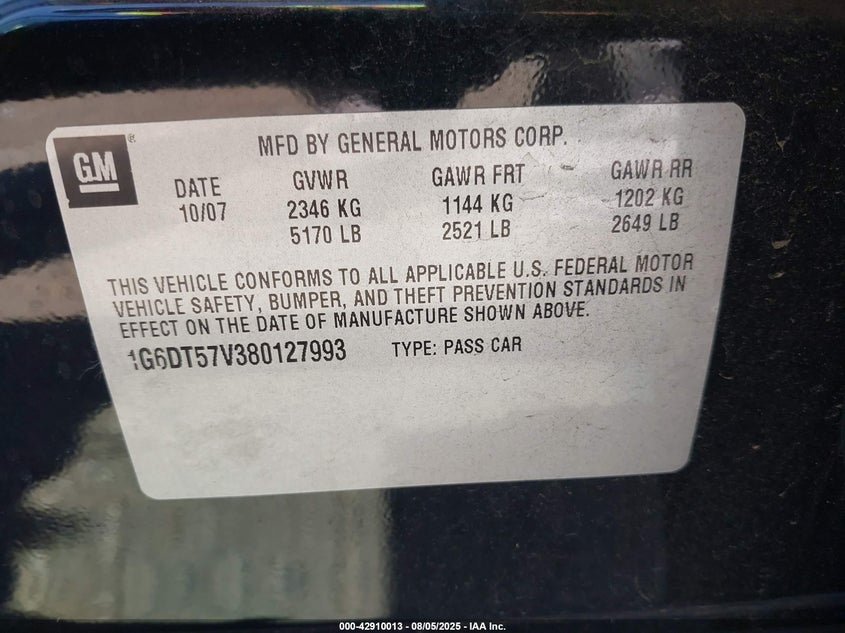 GM®
MFD BY GENERAL MOTORS CORP.
DATE GVWR GAWR FRT GAWR RR
10/07 2346 KG 1144 KG 1202 KG
5170 LB 2521 LB 2649 LB
THIS VEHICLE CONFORMS TO ALL APPLICABLE U.S. FEDERAL MOTOR
VEHICLE SAFETY, BUMPER, AND THEFT PREVENTION STANDARDS IN
EFFECT ON THE DATE OF MANUFACTURE SHOWN ABOVE.
1G6DT57V380127993 TYPE: PASS CAR
000-42910013 - 08/05/2025 - IAA Inc.